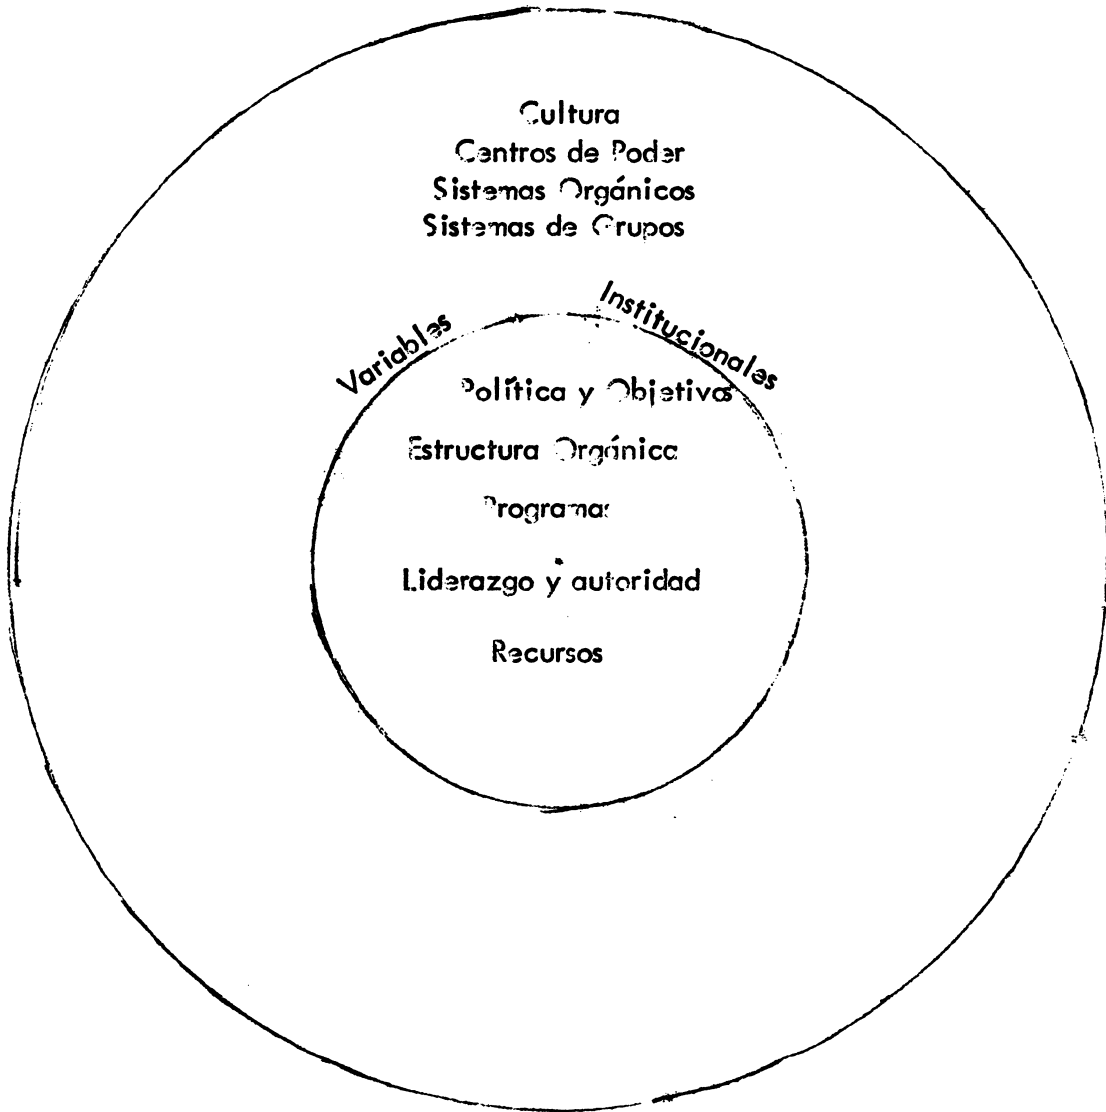 Cultura
Centros de Poder
Sistemas Orgánicos
Sistemas de Grupos
Variables Institucionales
Política y Objetivos
Estructura Orgánica
Programas
Liderazgo y autoridad
Recursos